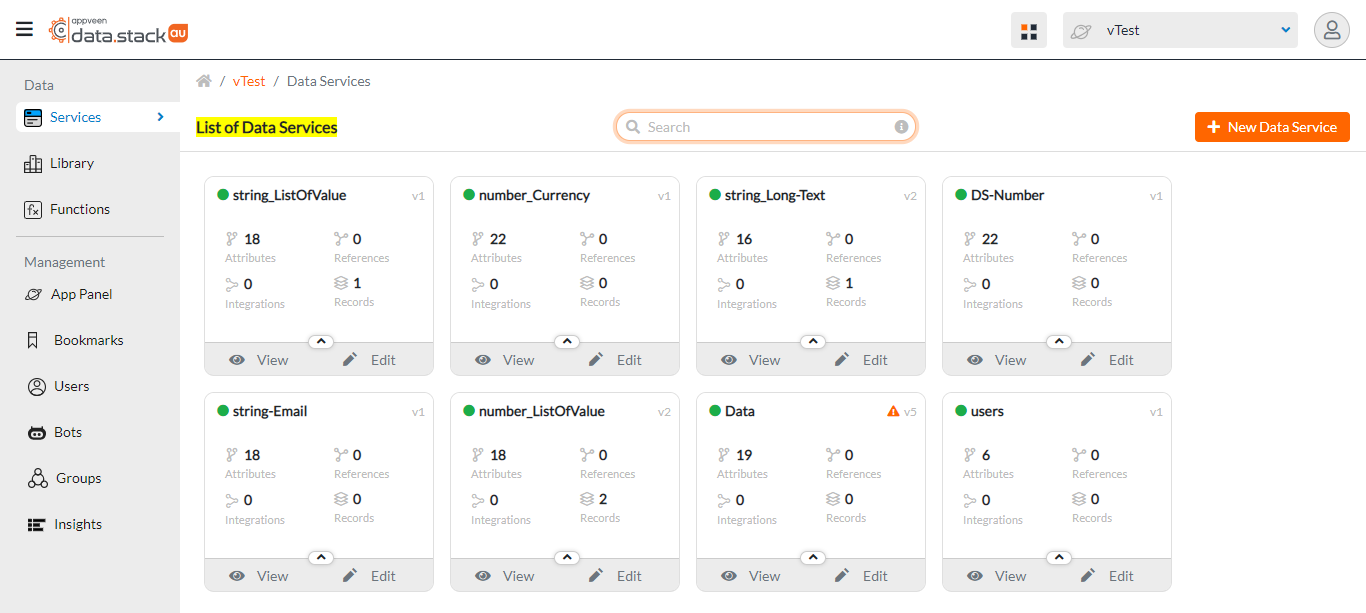 appveen
data.stack au
vTest
Data
Services
Library
Functions
Management
App Panel
Bookmarks
Users
Bots
Groups
Insights
/ vTest / Data Services
List of Data Services
Search
+ New Data Service
string_ListOfValue v1
18 0
Attributes References
0 1
Integrations Records
View Edit
number_Currency v1
22 0
Attributes References
0 0
Integrations Records
View Edit
string_Long-Text v2
16 0
Attributes References
0 1
Integrations Records
View Edit
DS-Number v1
22 0
Attributes References
0 0
Integrations Records
View Edit
string-Email v1
18 0
Attributes References
0 0
Integrations Records
View Edit
number_ListOfValue v2
18 0
Attributes References
0 2
Integrations Records
View Edit
Data v5
19 0
Attributes References
0 0
Integrations Records
View Edit
users v1
6 0
Attributes References
0 0
Integrations Records
View Edit